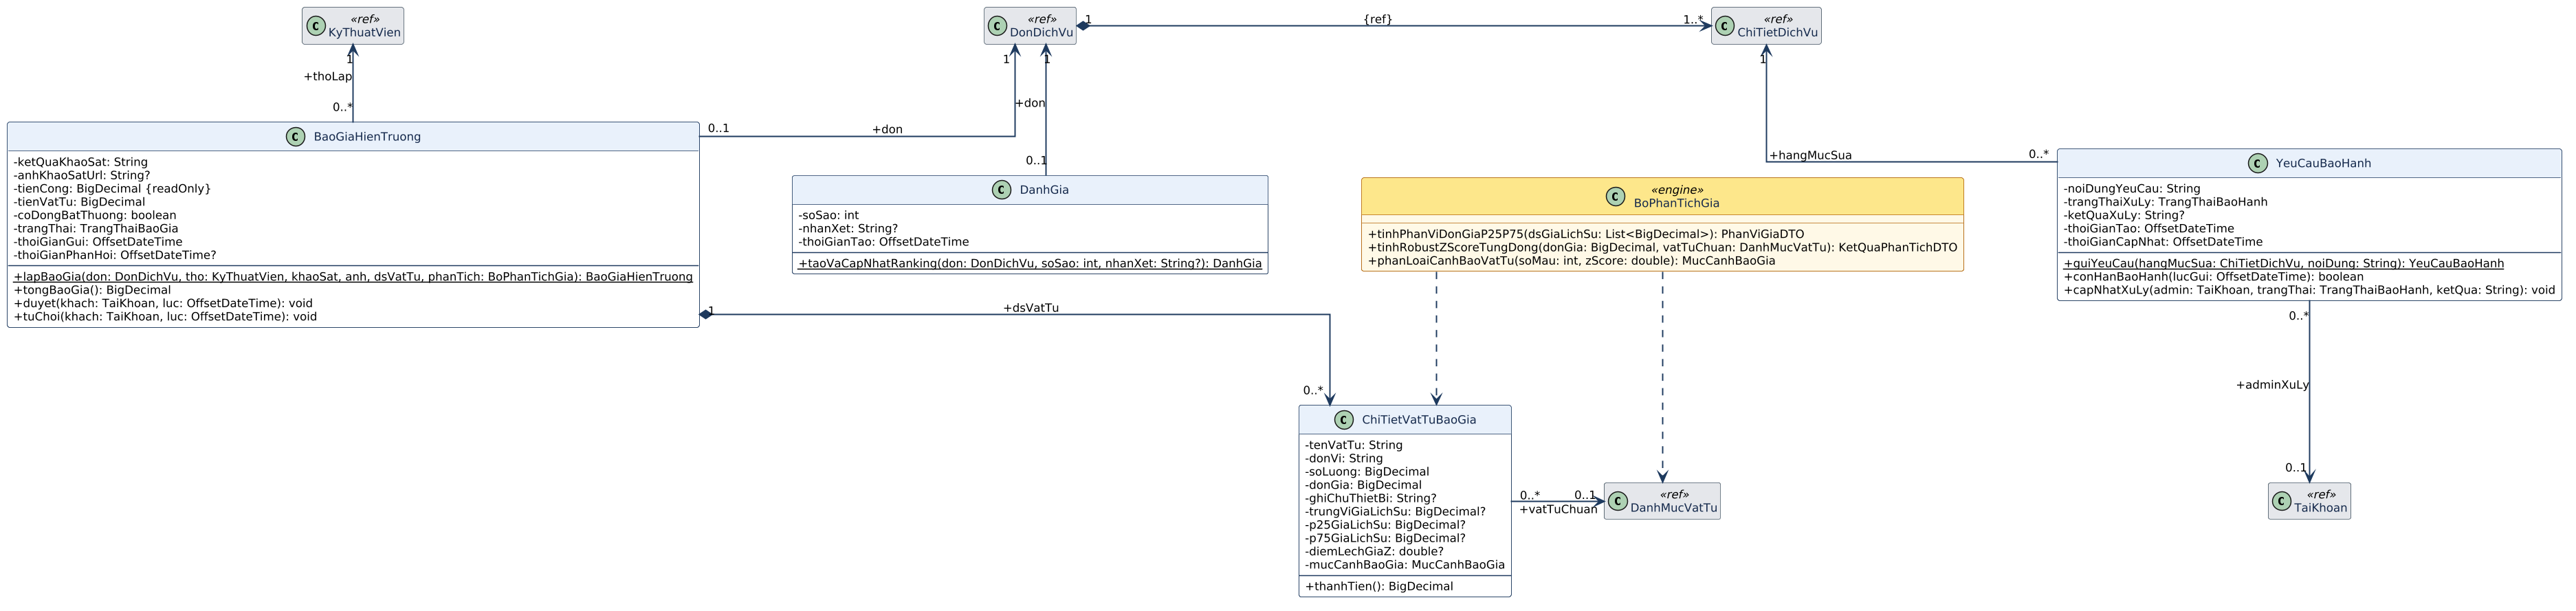 «ref»
KyThuatVien
«ref»
DonDichVu
1
{ref}
1..*
«ref»
ChiTietDichVu
1
+thoLap
0..*
1
1
+don
0..1
+don
0..1
1
+hangMucSua
0..*
C BaoGiaHienTruong
-ketQuaKhaoSat: String
-anhKhaoSatUrl: String?
-tienCong: BigDecimal {readOnly}
-tienVatTu: BigDecimal
-coDongBatThuong: boolean
-trangThai: TrangThaiBaoGia
-thoiGianGui: OffsetDateTime
-thoiGianPhanHoi: OffsetDateTime?
+lapBaoGia(don: DonDichVu, tho: KyThuatVien, khaoSat, anh, dsVatTu, phanTich: BoPhanTichGia): BaoGiaHienTruong
+tongBaoGia(): BigDecimal
+duyet(khach: TaiKhoan, luc: OffsetDateTime): void
+tuChoi(khach: TaiKhoan, luc: OffsetDateTime): void
C DanhGia
-soSao: int
-nhanXet: String?
-thoiGianTao: OffsetDateTime
+taoVaCapNhatRanking(don: DonDichVu, soSao: int, nhanXet: String?): DanhGia
«engine»
C BoPhanTichGia
+tinhPhanViDonGiaP25P75(dsGiaLichSu: List<BigDecimal>): PhanViGiaDTO
+tinhRobustZScoreTungDong(donGia: BigDecimal, vatTuChuan: DanhMucVatTu): KetQuaPhanTichDTO
+phanLoaiCanhBaoVatTu(soMau: int, zScore: double): MucCanhBaoGia
C YeuCauBaoHanh
-noiDungYeuCau: String
-trangThaiXuLy: TrangThaiBaoHanh
-ketQuaXuLy: String?
-thoiGianTao: OffsetDateTime
-thoiGianCapNhat: OffsetDateTime
+guiYeuCau(hangMucSua: ChiTietDichVu, noiDung: String): YeuCauBaoHanh
+conHanBaoHanh(lucGui: OffsetDateTime): boolean
+capNhatXuLy(admin: TaiKhoan, trangThai: TrangThaiBaoHanh, ketQua: String): void
1
+dsVatTu
0..*
0..*
+adminXuLy
0..1
C ChiTietVatTuBaoGia
-tenVatTu: String
-donVi: String
-soLuong: BigDecimal
-donGia: BigDecimal
-ghiChuThietBi: String?
-trungViGiaLichSu: BigDecimal?
-p25GiaLichSu: BigDecimal?
-p75GiaLichSu: BigDecimal?
-diemLechGiaZ: double?
-mucCanhBaoGia: MucCanhBaoGia
+thanhTien(): BigDecimal
0..*
0..1
+vatTuChuan
«ref»
C DanhMucVatTu
«ref»
C TaiKhoan